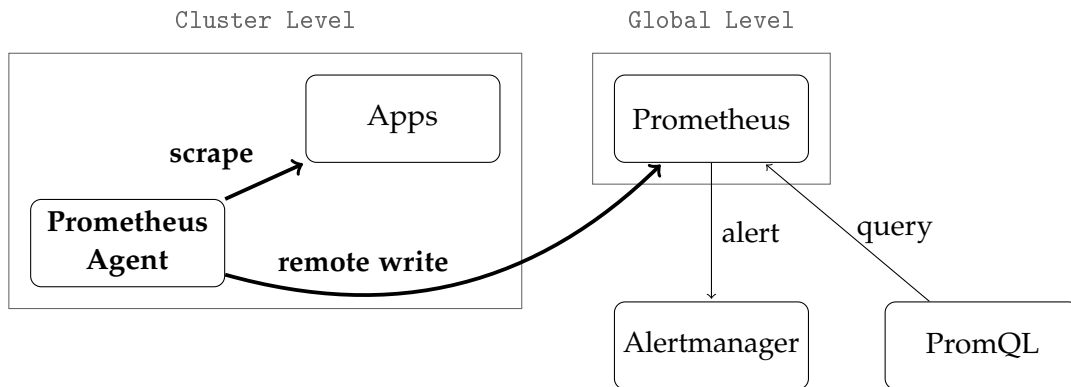 Cluster Level
Global Level
Apps
Prometheus
scrape
Prometheus
Agent
remote write
alert
query
Alertmanager
PromQL